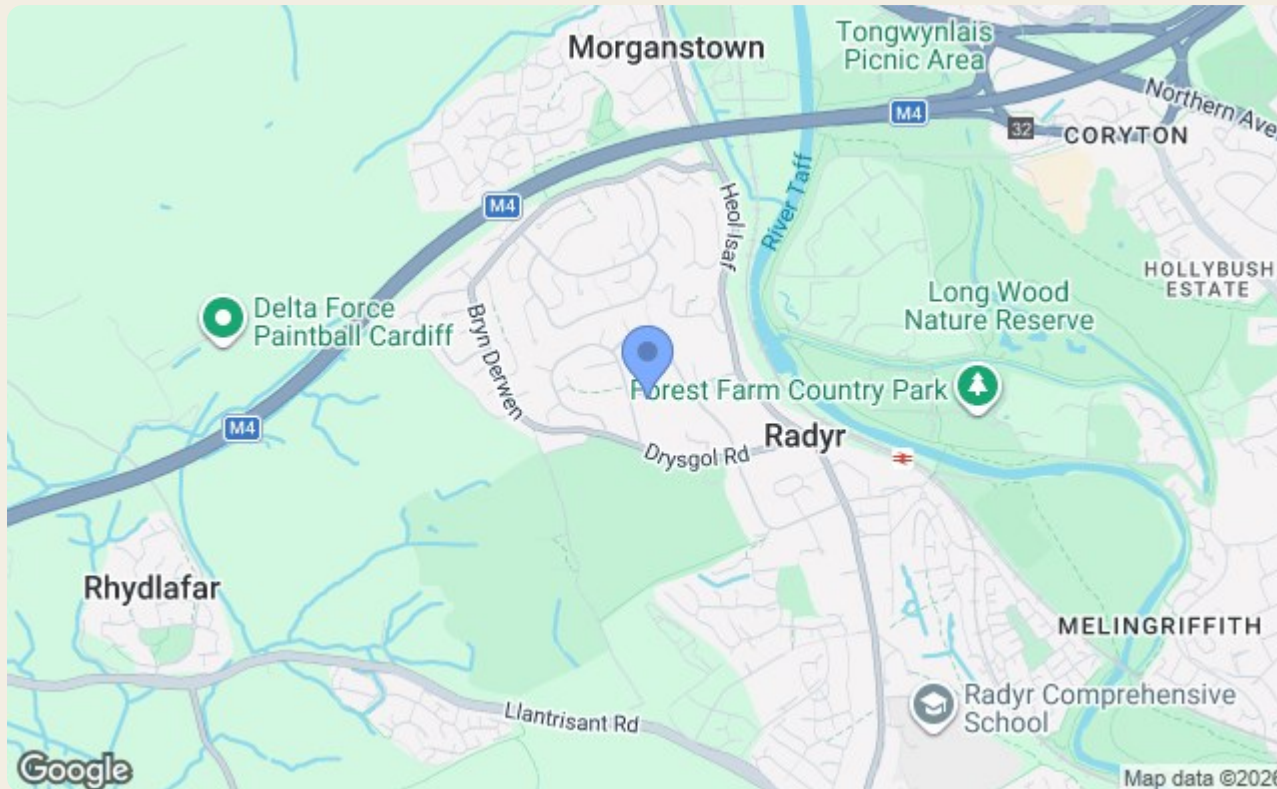 Morganstown
Tongwynlais
Picnic Area
Northern Ave
M4
32
CORYTON
M4
Heol Isaf
River Taff
HOLLYBUSH
ESTATE
Long Wood
Nature Reserve
Delta Force
Paintball Cardiff
Bryn Derwen
Forest Farm Country Park
M4
Radyr
Drysgol Rd
Rhydlafar
MELINGRIFFITH
Radyr Comprehensive
School
Llantrisant Rd
Google
Map data ©2026